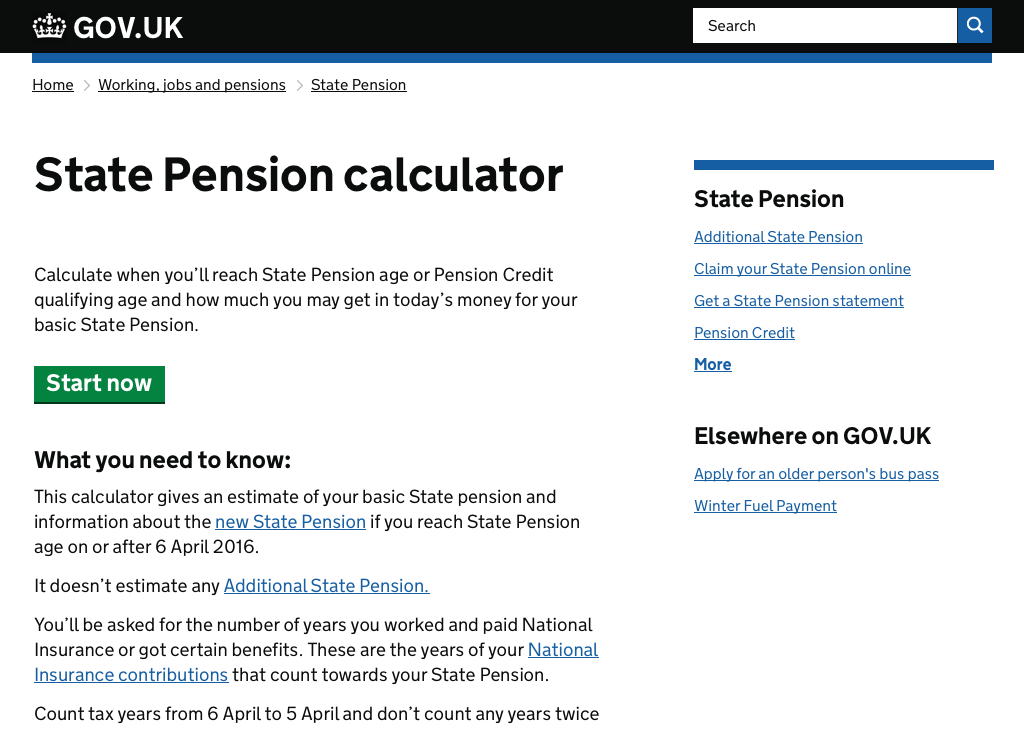 GOV.UK
Search
Home
Working, jobs and pensions
State Pension
State Pension calculator
Calculate when you’ll reach State Pension age or Pension Credit
qualifying age and how much you may get in today’s money for your
basic State Pension.
Start now
What you need to know:
This calculator gives an estimate of your basic State pension and
information about the new State Pension if you reach State Pension
age on or after 6 April 2016.
It doesn’t estimate any Additional State Pension.
You’ll be asked for the number of years you worked and paid National
Insurance or got certain benefits. These are the years of your National
Insurance contributions that count towards your State Pension.
Count tax years from 6 April to 5 April and don’t count any years twice
State Pension
Additional State Pension
Claim your State Pension online
Get a State Pension statement
Pension Credit
More
Elsewhere on GOV.UK
Apply for an older person's bus pass
Winter Fuel Payment